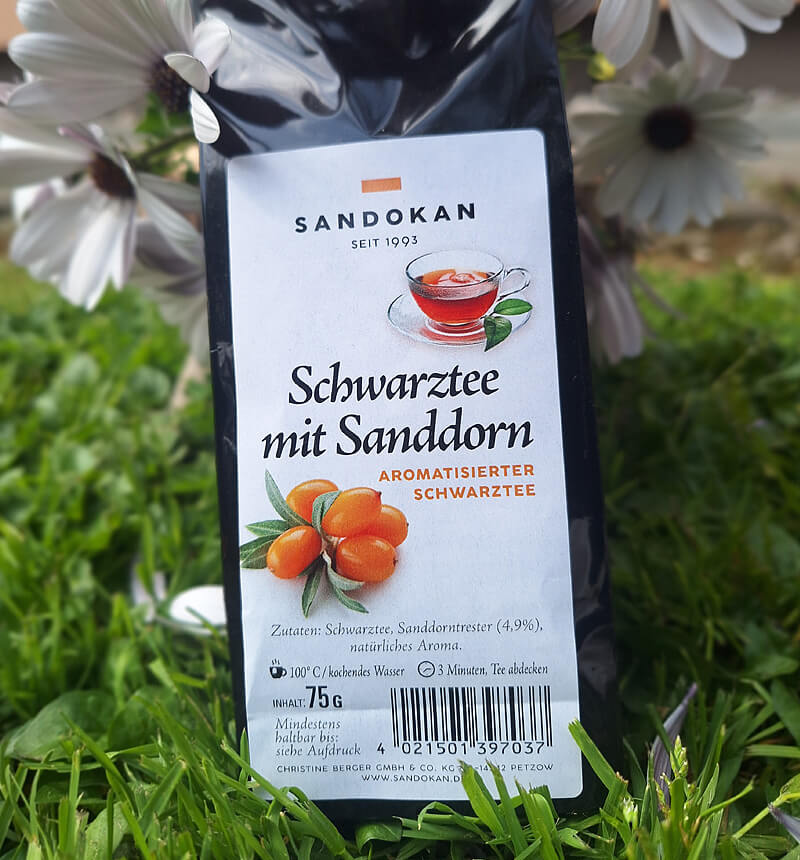 SANDOKAN
SEIT 1993
Schwarztee
mit Sanddorn
AROMATISIERTER
SCHWARZTEE
Zutaten: Schwarztee, Sanddorntrester (4,9%),
natürliches Aroma.
100° C / kochendes Wasser 3 Minuten, Tee abdecken
INHALT: 75 G
Mindestens
haltbar bis:
siehe Aufdruck
4 021501 397037
CHRISTINE BERGER GMBH & CO. KG PETZOW
WWW.SANDOKAN.D